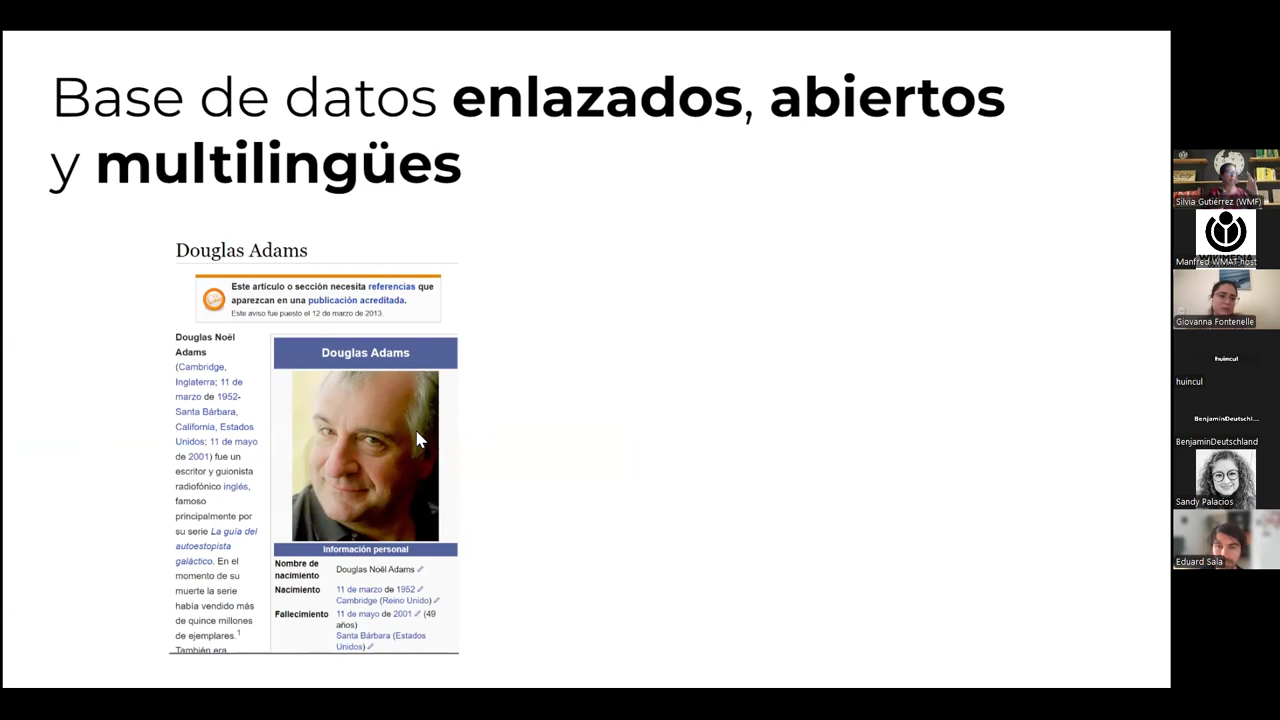 Base de datos enlazados, abiertos
y multilingües
Douglas Adams
Este artículo o sección necesita referencias que
aparezcan en una publicación acreditada.
Este aviso fue puesto el 12 de marzo de 2013.
Douglas Noël
Adams
(Cambridge,
Inglaterra; 11 de
marzo de 1952-
Santa Bárbara,
California, Estados
Unidos; 11 de mayo
de 2001) fue un
escritor y guionista
radiofónico inglés,
famoso
principalmente por
su serie La guía del
autoestopista
galáctico. En el
momento de su
muerte la serie
había vendido más
de quince millones
de ejemplares.1
También era
Douglas Adams
Información personal
Nombre de
nacimiento
Douglas Noël Adams
Nacimiento
11 de marzo de 1952
Cambridge (Reino Unido)
Fallecimiento
11 de mayo de 2001 (49
años)
Santa Bárbara (Estados
Unidos)
Silvia Gutiérrez (WMF)
WIKIMEDIA
Manfred WMAT host
Giovanna Fontenelle
huincul
huincul
BenjaminDeutschl...
BenjaminDeutschland
Sandy Palacios
Eduard Sala